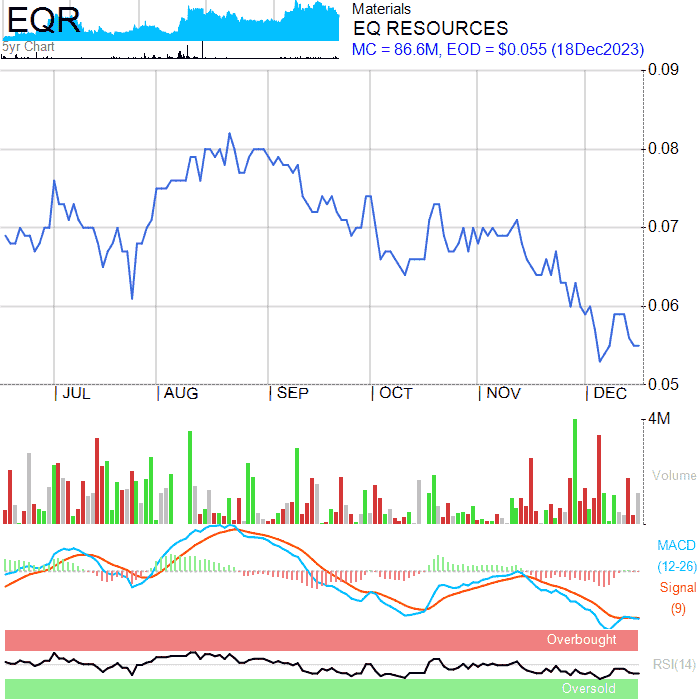 EQR
5yr Chart
Materials
EQ RESOURCES
MC = 86.6M, EOD = $0.055 (18Dec2023)
0.09
0.08
0.07
0.06
0.05
JUL
AUG
SEP
OCT
NOV
DEC
4M
Volume
MACD
(12-26)
Signal
(9)
Overbought
RSI(14)
Oversold